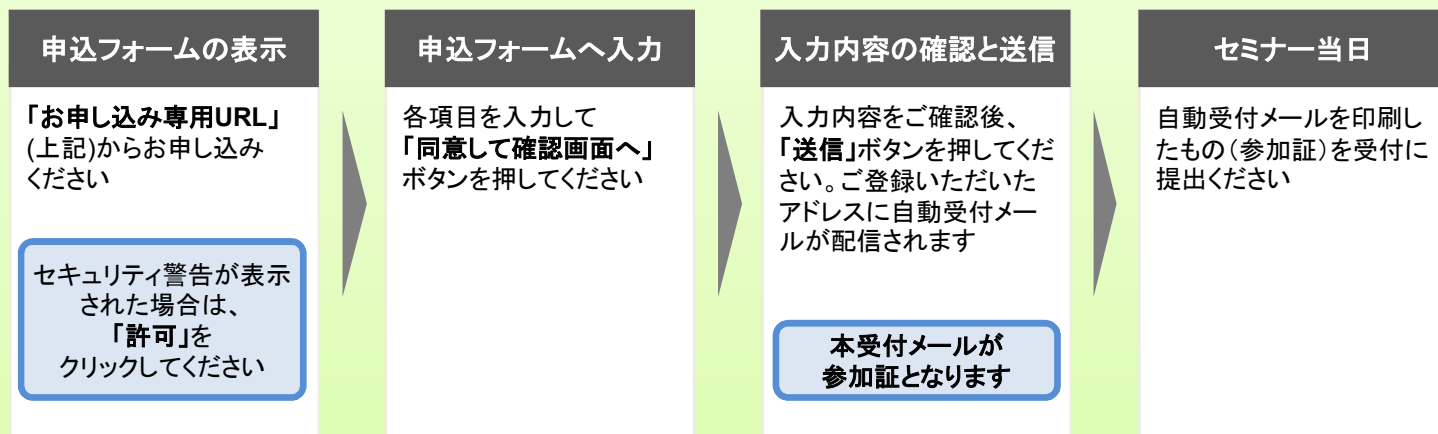 申込フォームの表示
「お申し込み専用URL」
(上記)からお申し込み
ください
セキュリティ警告が表示
された場合は、
「許可」を
クリックしてください
申込フォームへ入力
各項目を入力して
「同意して確認画面へ」
ボタンを押してください
入力内容の確認と送信
入力内容をご確認後、
「送信」ボタンを押してくだ
さい。ご登録いただいた
アドレスに自動受付メー
ルが配信されます
本受付メールが
参加証となります
セミナー当日
自動受付メールを印刷し
たもの（参加証）を受付に
提出ください